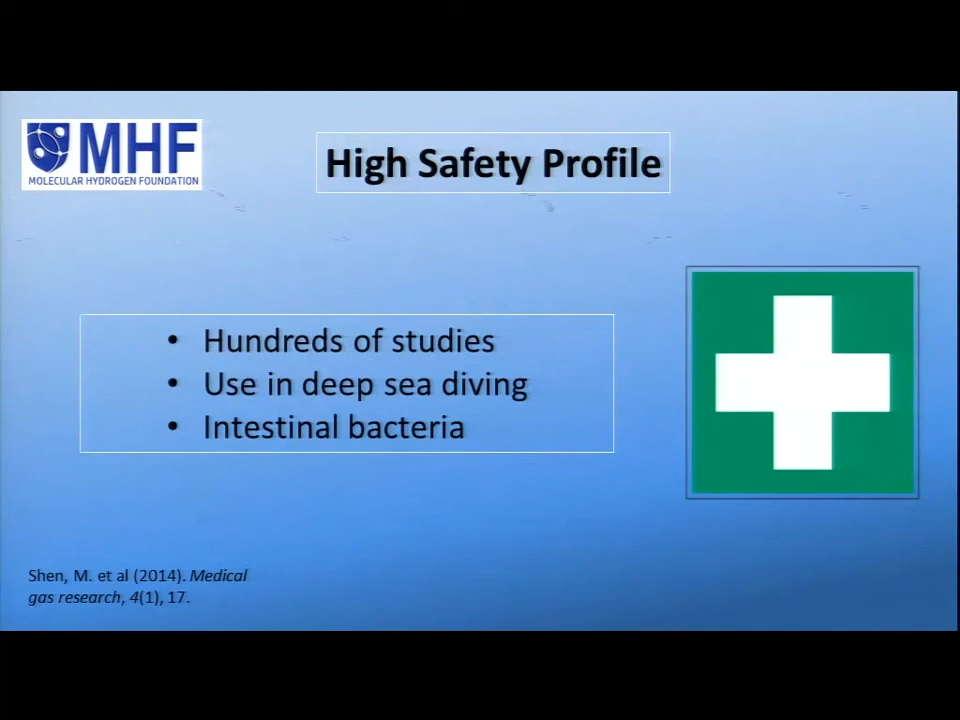 MHF
MOLECULAR HYDROGEN FOUNDATION
High Safety Profile
• Hundreds of studies
• Use in deep sea diving
• Intestinal bacteria
Shen, M. et al (2014). Medical
gas research, 4(1), 17.